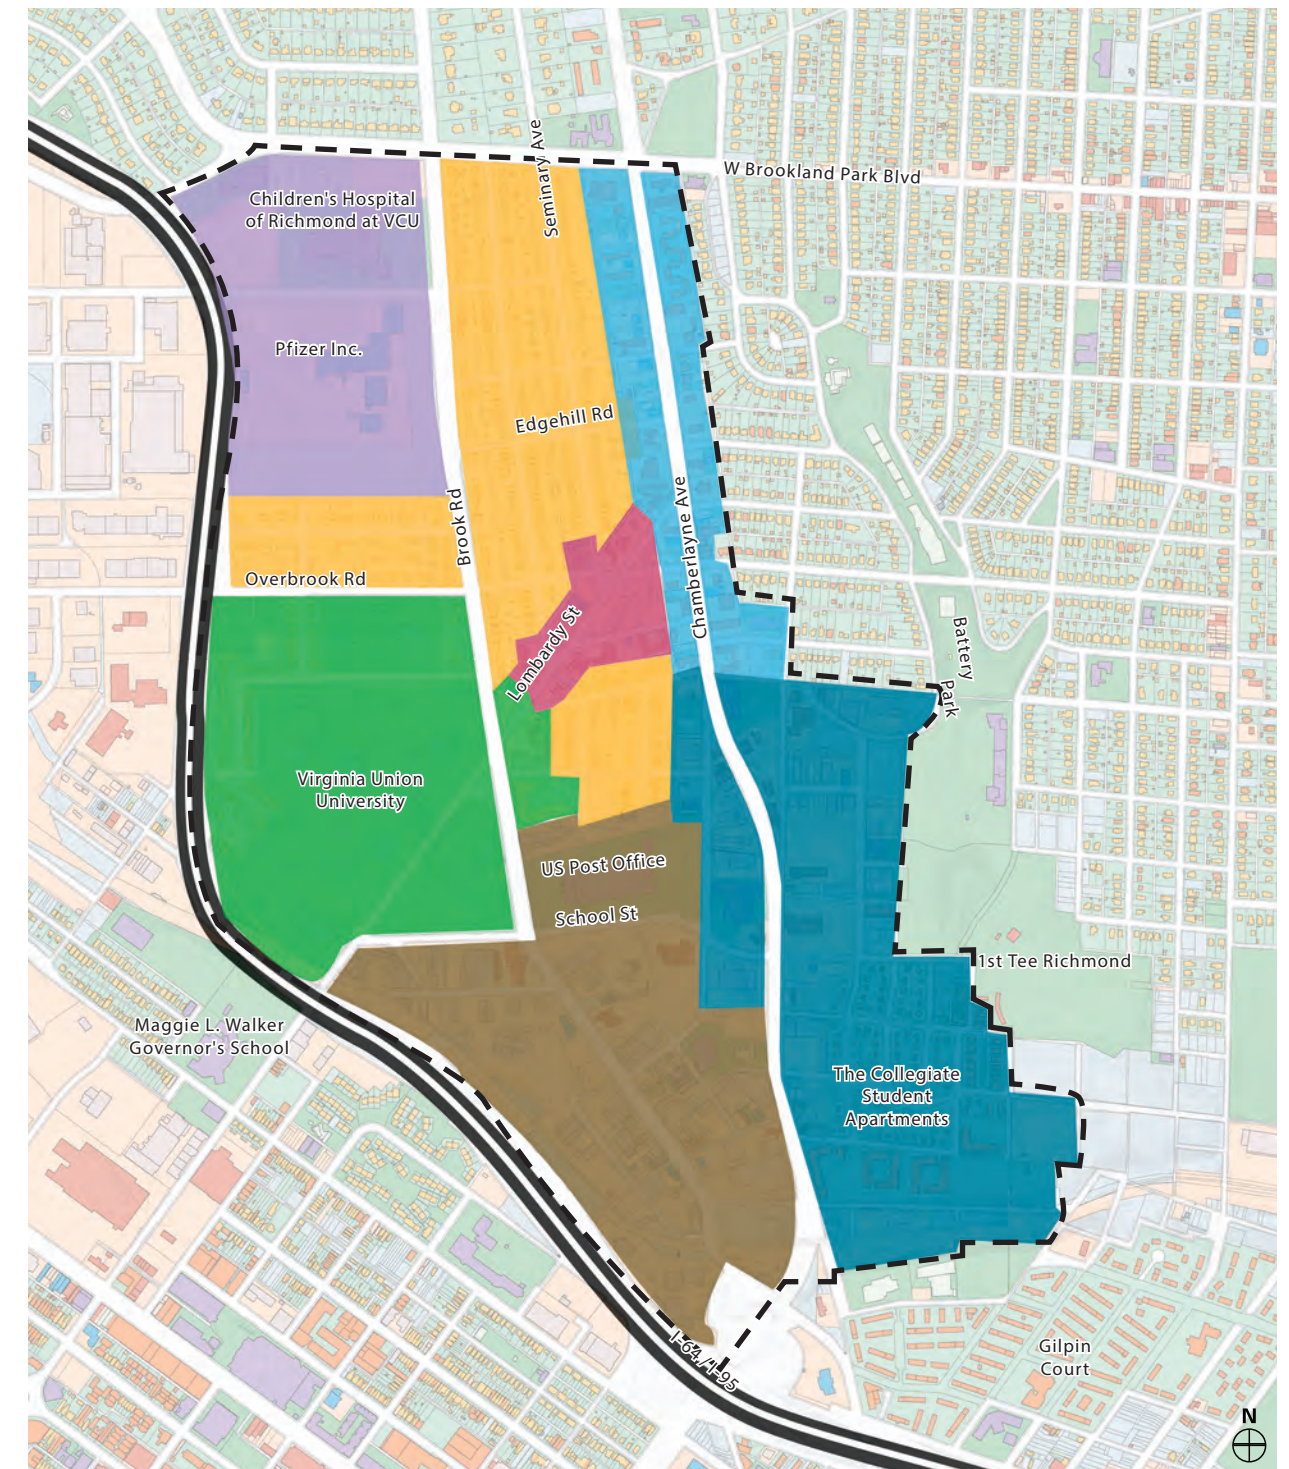 Seminary Ave
W Brookland Park Blvd
Children's Hospital
of Richmond at VCU
Pfizer Inc.
Edgehill Rd
Brook Rd
Chamberlayne Ave
Overbrook Rd
Lombardy St
Battery
Park
Virginia Union
University
US Post Office
School St
1st Tee Richmond
Maggie L. Walker
Governor's School
The Collegiate
Student
Apartments
I-64 / I-95
Gilpin
Court
N